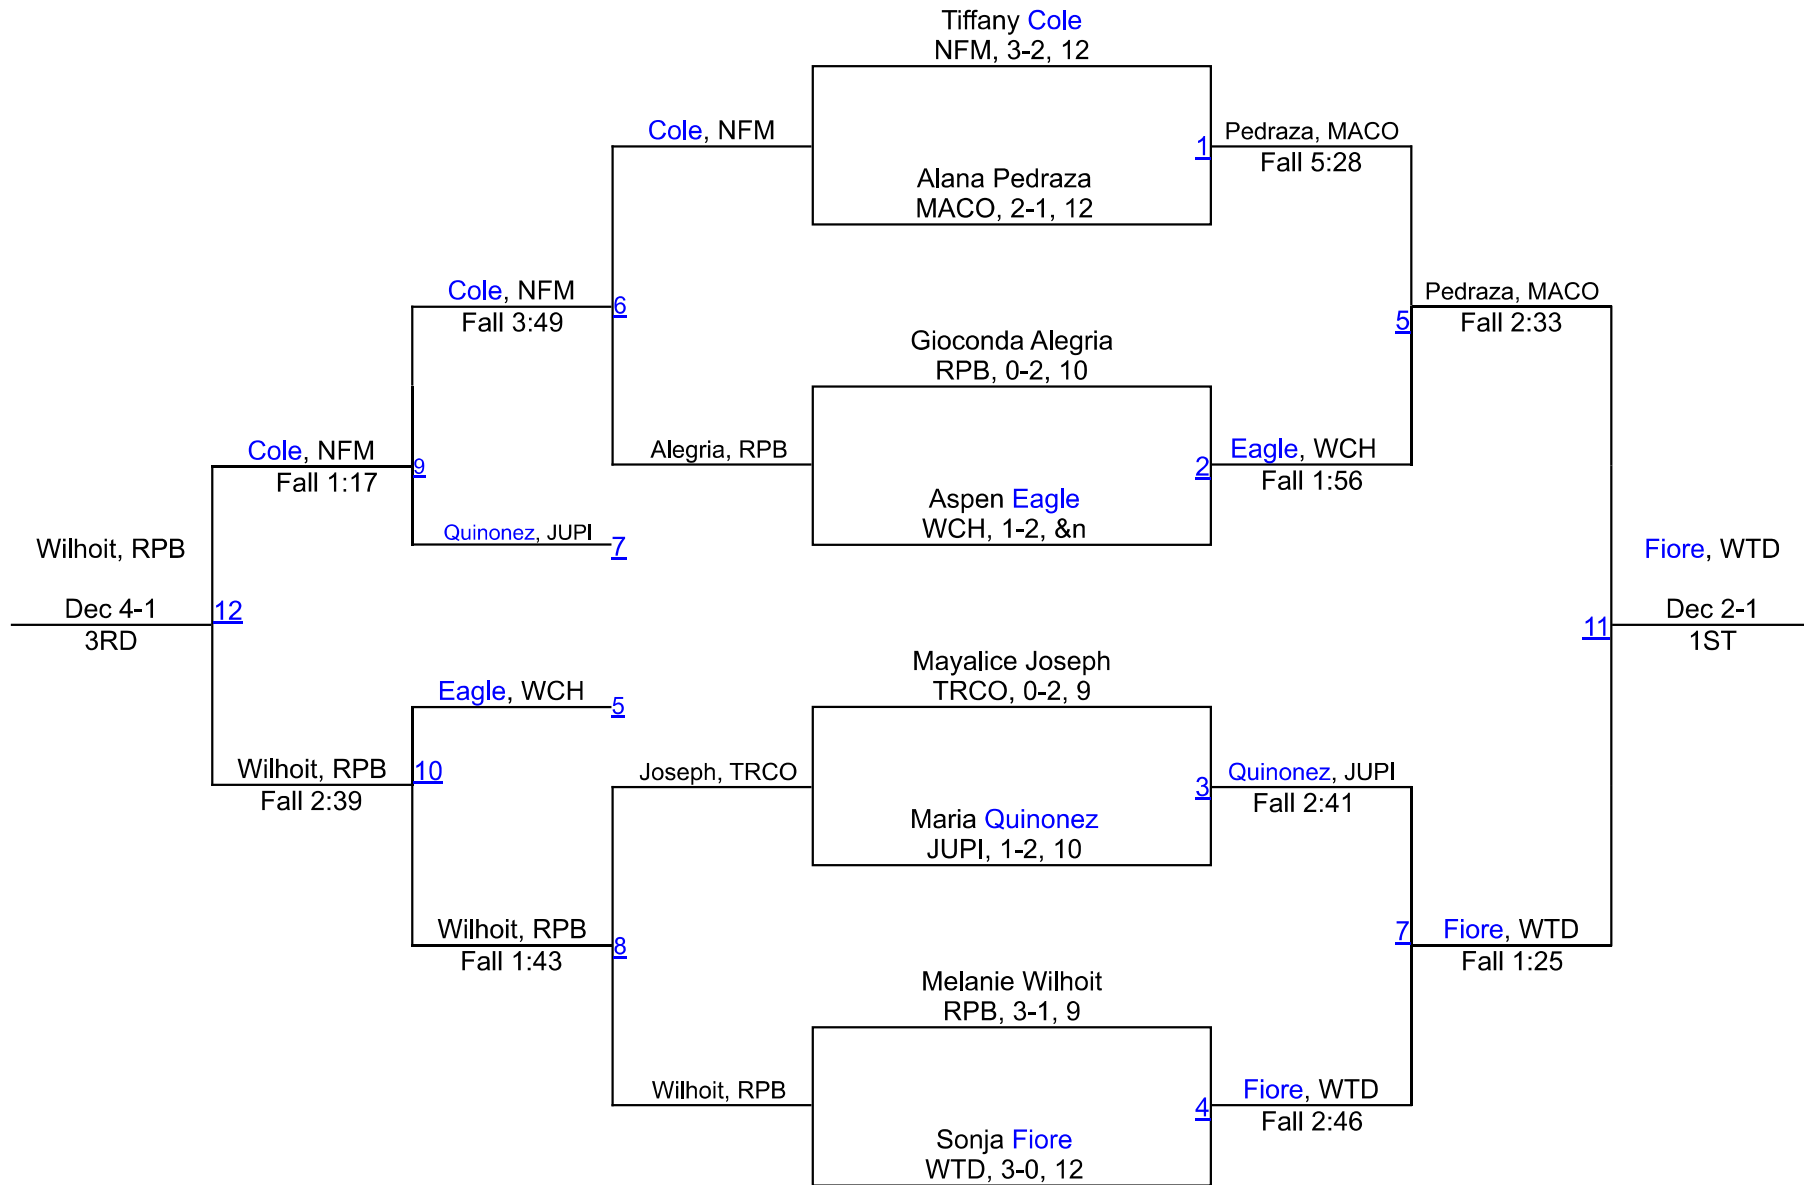 Tiffany Cole
NFM, 3-2, 12
Cole, NFM
1
Pedraza, MACO
Fall 5:28
Alana Pedraza
MACO, 2-1, 12
Cole, NFM
Fall 3:49
6
5
Pedraza, MACO
Fall 2:33
Gioconda Alegria
RPB, 0-2, 10
Cole, NFM
Fall 1:17
9
Alegria, RPB
2
Eagle, WCH
Fall 1:56
Aspen Eagle
WCH, 1-2, &n
Quinonez, JUPI
7
Wilhoit, RPB
Dec 4-1
3RD
12
Fiore, WTD
11
Dec 2-1
1ST
Mayalice Joseph
TRCO, 0-2, 9
Eagle, WCH
5
Wilhoit, RPB
Fall 2:39
10
Joseph, TRCO
3
Quinonez, JUPI
Fall 2:41
Maria Quinonez
JUPI, 1-2, 10
Wilhoit, RPB
Fall 1:43
8
7
Fiore, WTD
Fall 1:25
Melanie Wilhoit
RPB, 3-1, 9
Wilhoit, RPB
4
Fiore, WTD
Fall 2:46
Sonja Fiore
WTD, 3-0, 12